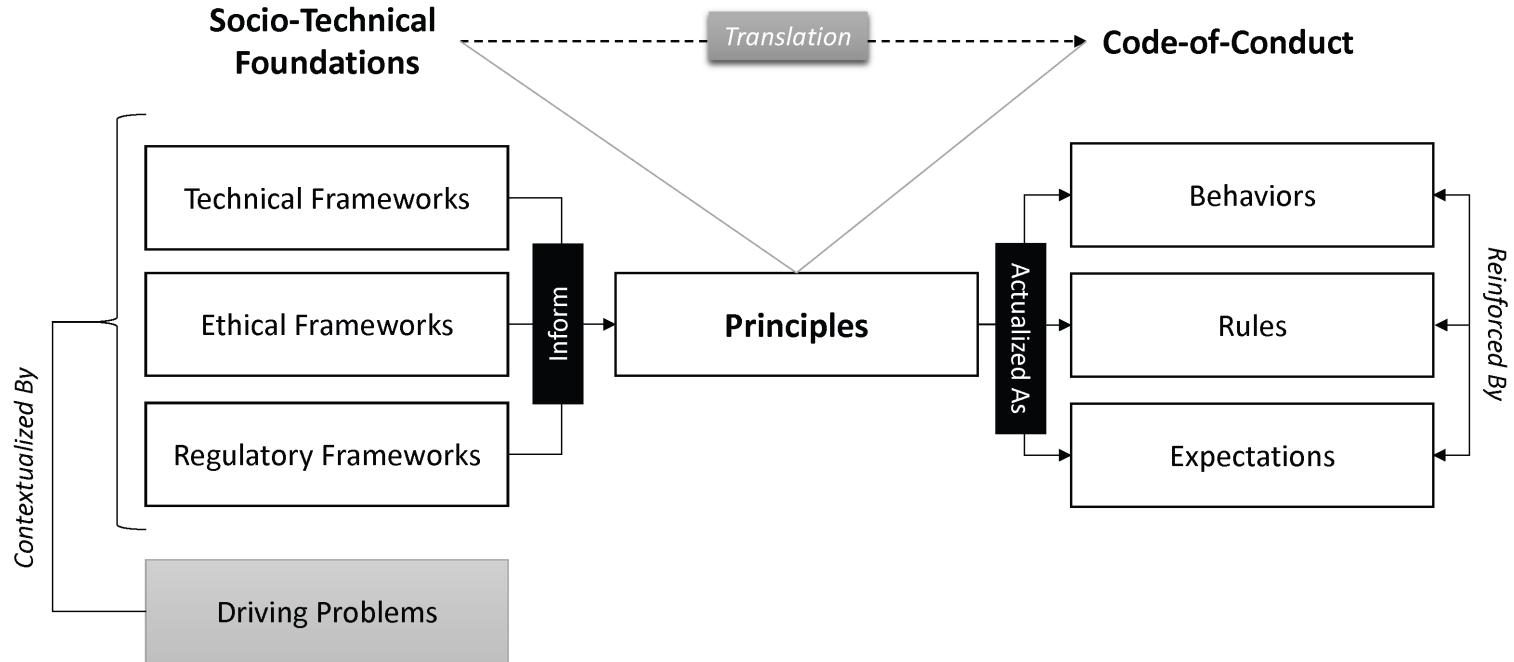 Socio-Technical
Foundations
Translation
Code-of-Conduct
Technical Frameworks
Ethical Frameworks
Regulatory Frameworks
Driving Problems
Contextualized By
Inform
Principles
Actualized As
Behaviors
Rules
Expectations
Reinforced By